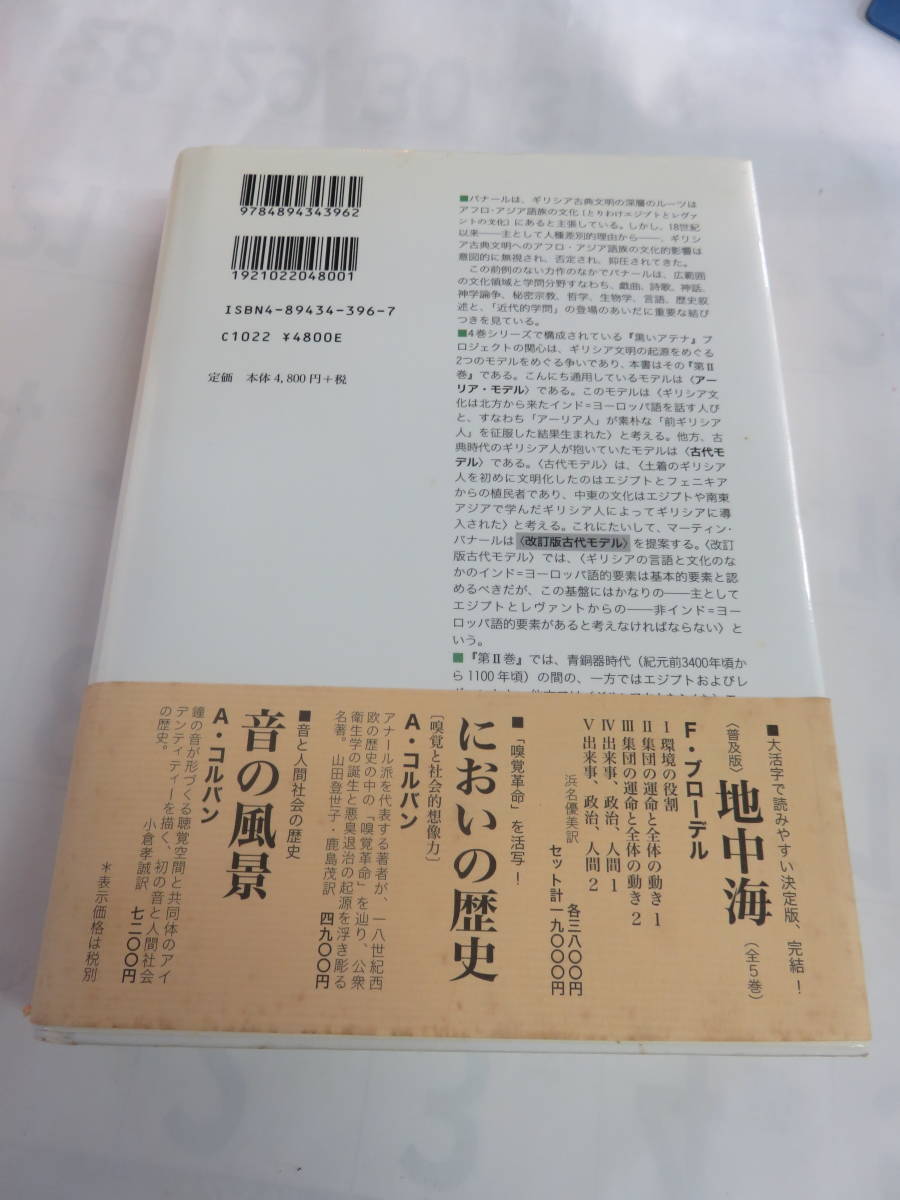 9784894343962
1921022048001
ISBN4-89434-396-7
C1022 ¥4800E
定価 本体4,800円+税
■バナールは、ギリシア古典文明の深層のルーツは
アフロ・アジア語族の文化〔とりわけエジプトとレヴァ
ントの文化〕にあると主張している。しかし、18世紀
以来——主として人種差別的理由から——、ギリシ
ア古典文明へのアフロ・アジア語族の文化的影響は
意図的に無視され、否定され、抑圧されてきた。
この前例のない力作のなかでバナールは、広範囲
の文化領域と学問分野すなわち、戯曲、詩歌、神話、
神学論争、秘密宗教、哲学、生物学、言語、歴史叙
述と、「近代的学問」の登場のあいだに重要な結び
つきを見ている。
■4巻シリーズで構成されている『黒いアテナ』プ
ロジェクトの関心は、ギリシア文明の起源をめぐる
2つのモデルをめぐる争いであり、本書はその『第Ⅱ
巻』である。こんにち通用しているモデルは〈アー
リア・モデル〉である。このモデルは〈ギリシア文
化は北方から来たインド=ヨーロッパ語を話す人び
と、すなわち「アーリア人」が素朴な「前ギリシア
人」を征服した結果生まれた〉と考える。他方、古
典時代のギリシア人が抱いていたモデルは〈古代モ
デル〉である。〈古代モデル〉は、〈土着のギリシア
人を初めに文明化したのはエジプトとフェニキア
からの植民者であり、中東の文化はエジプトや南東
アジアで学んだギリシア人によってギリシアに導
入された〉と考える。これにたいして、マーティン・
バナールは〈改訂版古代モデル〉を提案する。〈改訂
版古代モデル〉では、〈ギリシアの言語と文化のな
かのインド=ヨーロッパ語的要素は基本的要素と認
めるべきだが、この基盤にはかなりの——主として
エジプトとレヴァントからの——非インド=ヨー
ロッパ語的要素があると考えなければならない〉と
いう。
■『第Ⅱ巻』では、青銅器時代（紀元前3400年頃か
ら1100年頃）の間の、一方ではエジプトおよびレ
■大活字で読みやすい決定版、完結！
〈普及版〉地中海（全5巻）
F・ブローデル
Ⅰ 環境の役割
Ⅱ 集団の運命と全体の動き 1
Ⅲ 集団の運命と全体の動き 2
Ⅳ 出来事、政治、人間 1
Ⅴ 出来事、政治、人間 2
浜名優美訳
各三八〇〇円
セット計一九〇〇〇円
■「嗅覚革命」を活写！
においの歴史
〔嗅覚と社会的想像力〕
A・コルバン
アナール派を代表する著者が、一八世紀西
欧の歴史の中の「嗅覚革命」を辿り、公衆
衛生学の誕生と悪臭退治の起源を浮き彫る
名著。 山田登世子・鹿島茂訳 四九〇〇円
■音と人間社会の歴史
音の風景
A・コルバン
鐘の音が形づくる聴覚空間と共同体のアイ
デンティティーを描く、初の音と人間社会
の歴史。 小倉孝誠訳 七二〇〇円
＊表示価格は税別